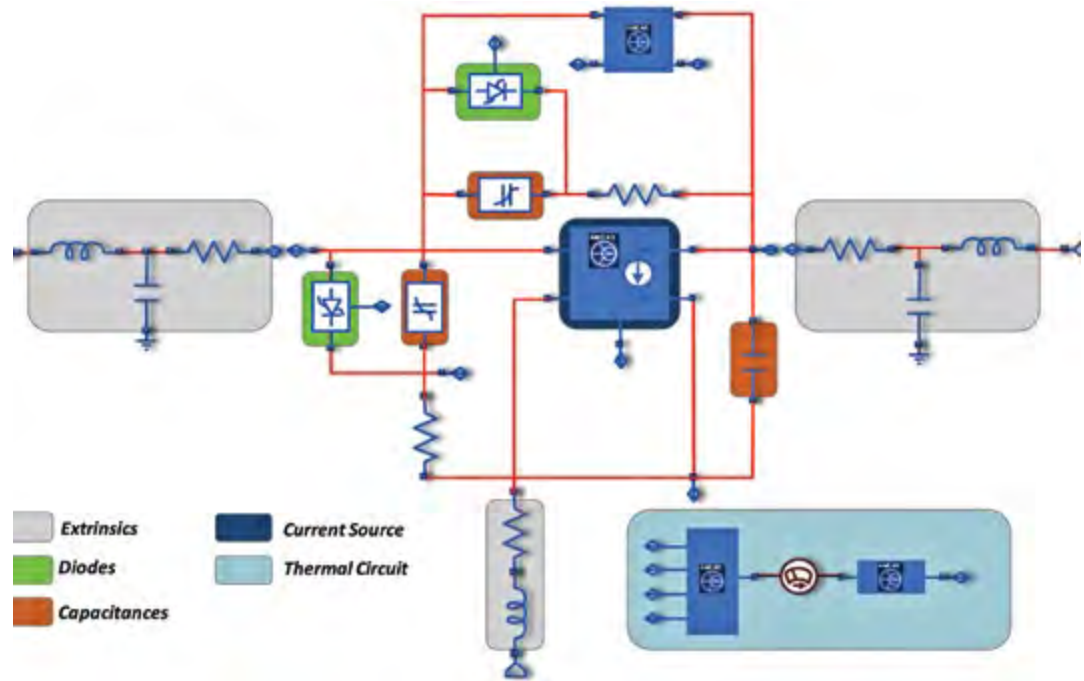 Extrinsics
Current Source
Diodes
Thermal Circuit
Capacitances